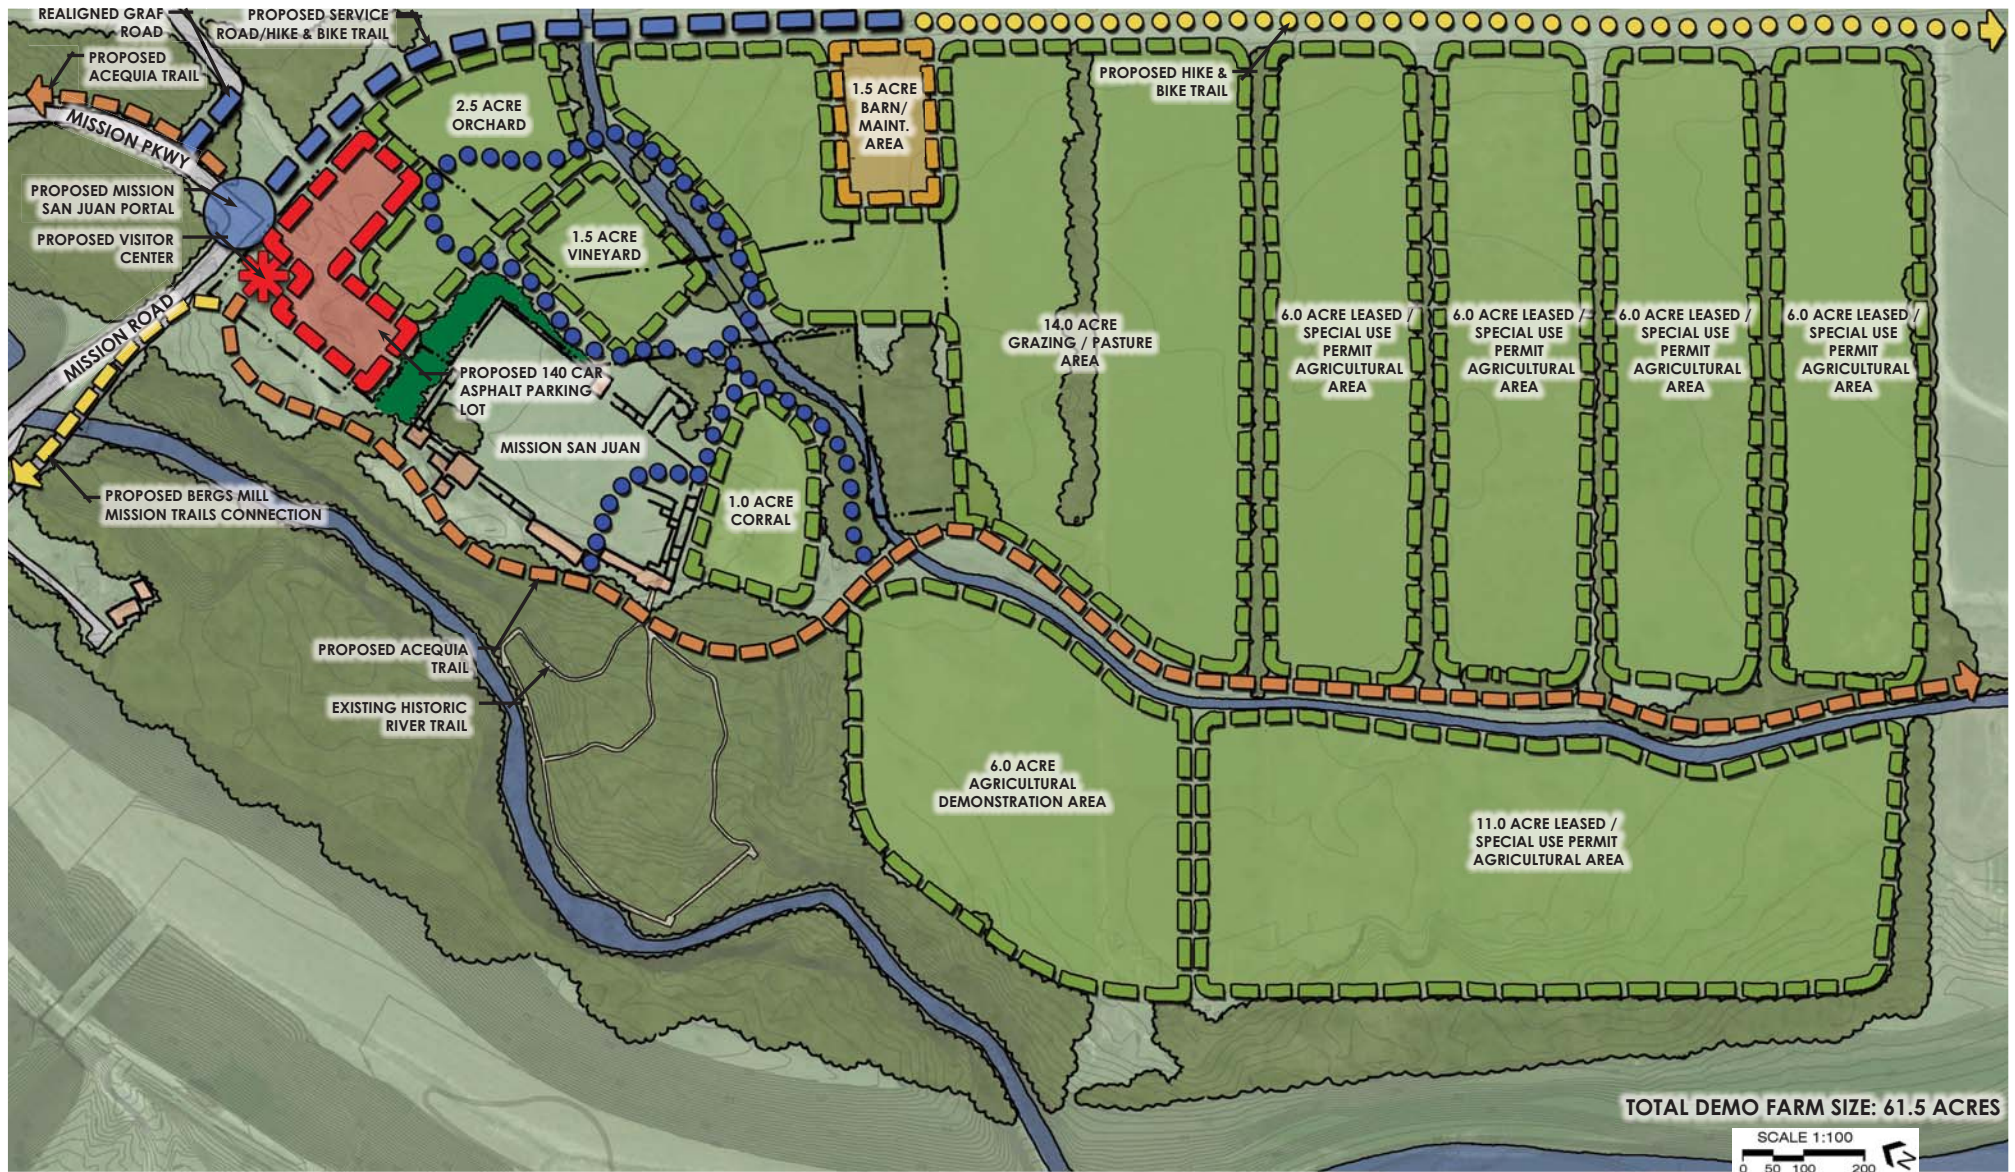 REALIGNED GRAF
ROAD
PROPOSED SERVICE
ROAD/HIKE & BIKE TRAIL
PROPOSED
ACEQUIA TRAIL
MISSION PKWY
PROPOSED MISSION
SAN JUAN PORTAL
PROPOSED VISITOR
CENTER
MISSION ROAD
2.5 ACRE
ORCHARD
1.5 ACRE
VINEYARD
1.5 ACRE
BARN/
MAINT.
AREA
PROPOSED HIKE &
BIKE TRAIL
14.0 ACRE
GRAZING / PASTURE
AREA
6.0 ACRE LEASED /
SPECIAL USE
PERMIT
AGRICULTURAL
AREA
6.0 ACRE LEASED /
SPECIAL USE
PERMIT
AGRICULTURAL
AREA
6.0 ACRE LEASED /
SPECIAL USE
PERMIT
AGRICULTURAL
AREA
6.0 ACRE LEASED /
SPECIAL USE
PERMIT
AGRICULTURAL
AREA
PROPOSED 140 CAR
ASPHALT PARKING
LOT
MISSION SAN JUAN
1.0 ACRE
CORRAL
PROPOSED BERGS MILL
MISSION TRAILS CONNECTION
PROPOSED ACEQUIA
TRAIL
EXISTING HISTORIC
RIVER TRAIL
6.0 ACRE
AGRICULTURAL
DEMONSTRATION AREA
11.0 ACRE LEASED /
SPECIAL USE PERMIT
AGRICULTURAL AREA
TOTAL DEMO FARM SIZE: 61.5 ACRES
SCALE 1:100
0 50 100 200
N